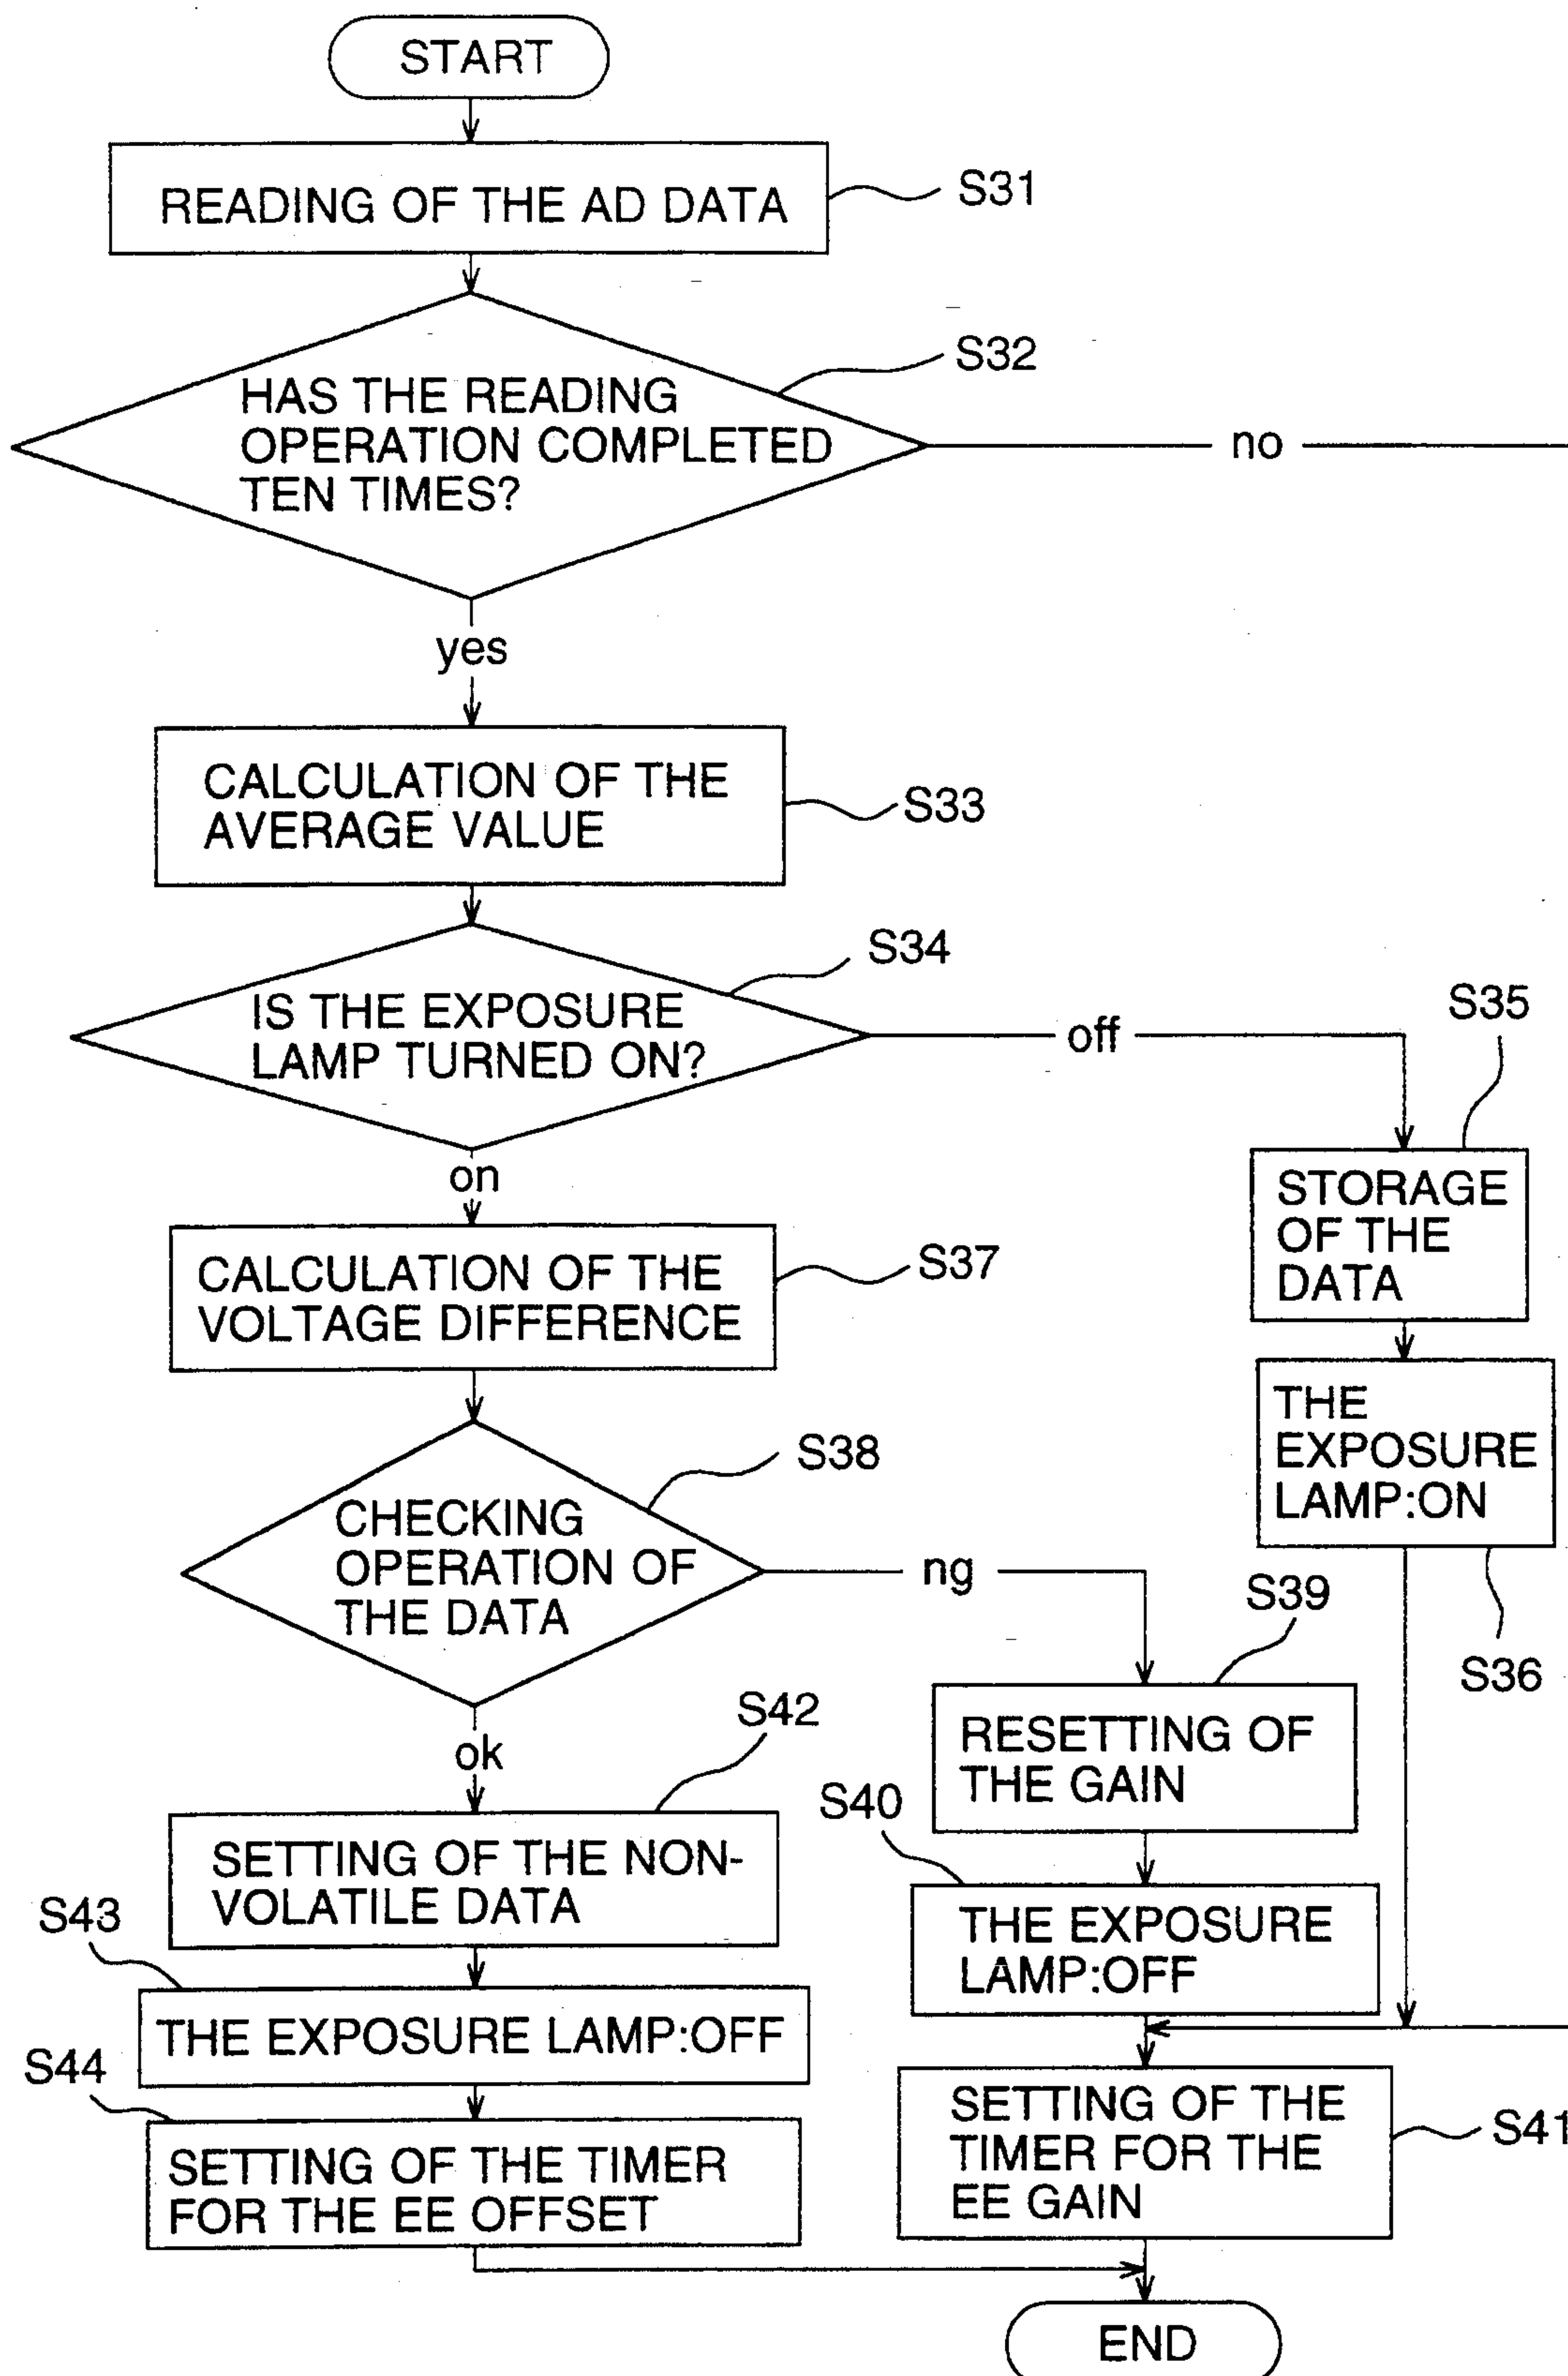 START
READING OF THE AD DATA
S31
HAS THE READING
OPERATION COMPLETED
TEN TIMES?
S32
no
yes
CALCULATION OF THE
AVERAGE VALUE
S33
IS THE EXPOSURE
LAMP TURNED ON?
S34
off
on
S35
STORAGE
OF THE
DATA
THE
EXPOSURE
LAMP:ON
S36
CALCULATION OF THE
VOLTAGE DIFFERENCE
S37
CHECKING
OPERATION OF
THE DATA
S38
ng
ok
S39
RESETTING OF
THE GAIN
S40
THE EXPOSURE
LAMP:OFF
SETTING OF THE
TIMER FOR THE
EE GAIN
S41
S42
SETTING OF THE NON-
VOLATILE DATA
S43
THE EXPOSURE LAMP:OFF
S44
SETTING OF THE TIMER
FOR THE EE OFFSET
END